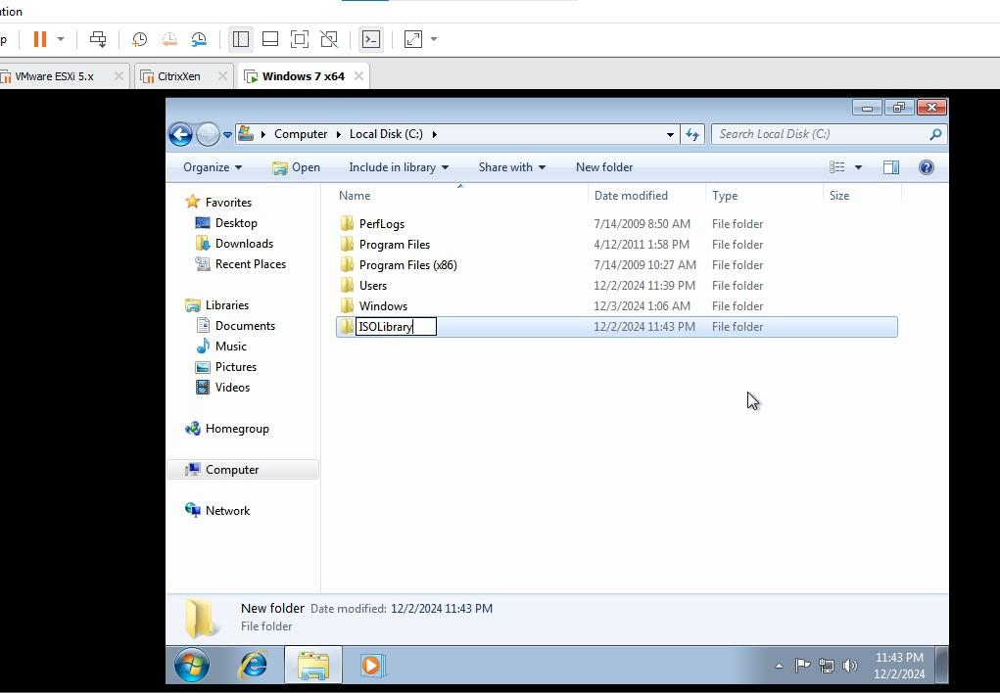 tion
p
VMware ESXi 5.x
CitrixXen
Windows 7 x64
Computer
Local Disk (C:)
Search Local Disk (C:)
Organize
Open
Include in library
Share with
New folder
Name
Date modified
Type
Size
Favorites
Desktop
Downloads
Recent Places
Libraries
Documents
Music
Pictures
Videos
Homegroup
Computer
Network
PerfLogs 7/14/2009 8:50 AM File folder
Program Files 4/12/2011 1:58 PM File folder
Program Files (x86) 7/14/2009 10:27 AM File folder
Users 12/2/2024 11:39 PM File folder
Windows 12/3/2024 1:06 AM File folder
ISOLibrary 12/2/2024 11:43 PM File folder
New folder Date modified: 12/2/2024 11:43 PM
File folder
11:43 PM
12/2/2024